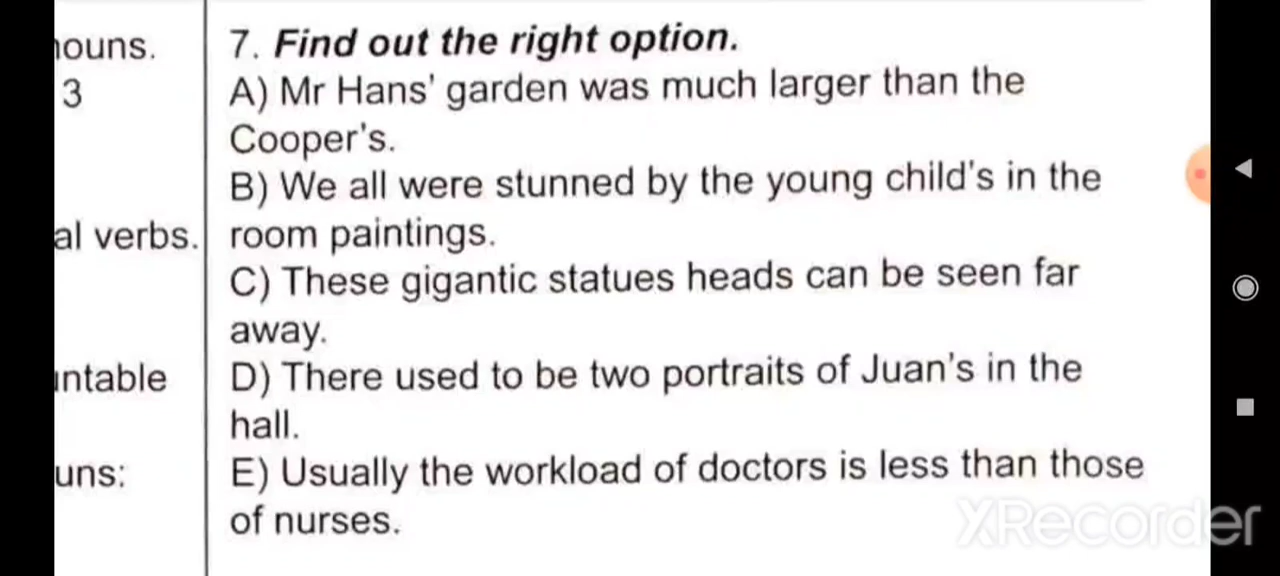 nouns.
3
al verbs.
untable
uns:
7. Find out the right option.
A) Mr Hans' garden was much larger than the
Cooper's.
B) We all were stunned by the young child's in the
room paintings.
C) These gigantic statues heads can be seen far
away.
D) There used to be two portraits of Juan's in the
hall.
E) Usually the workload of doctors is less than those
of nurses.
XRecorder